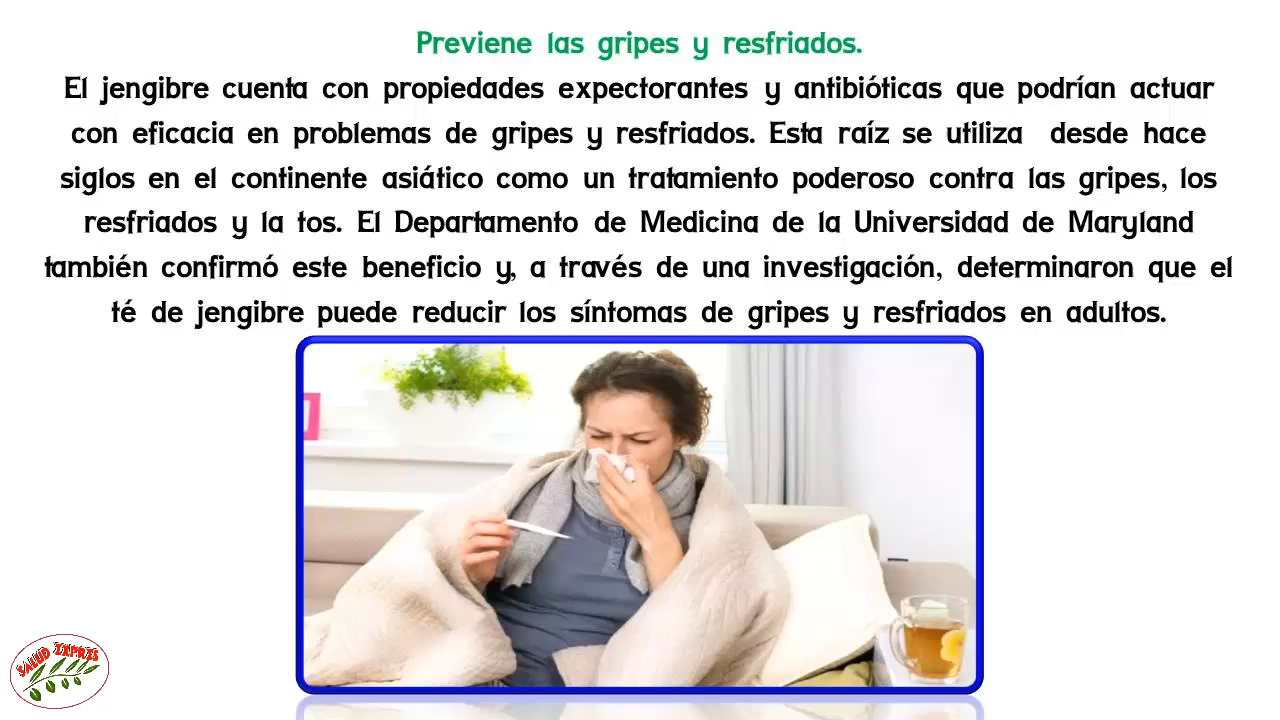 Previene las gripes y resfriados.
El jengibre cuenta con propiedades expectorantes y antibióticas que podrían actuar
con eficacia en problemas de gripes y resfriados. Esta raíz se utiliza desde hace
siglos en el continente asiático como un tratamiento poderoso contra las gripes, los
resfriados y la tos. El Departamento de Medicina de la Universidad de Maryland
también confirmó este beneficio y, a través de una investigación, determinaron que el
té de jengibre puede reducir los síntomas de gripes y resfriados en adultos.
SALUD EXPRES